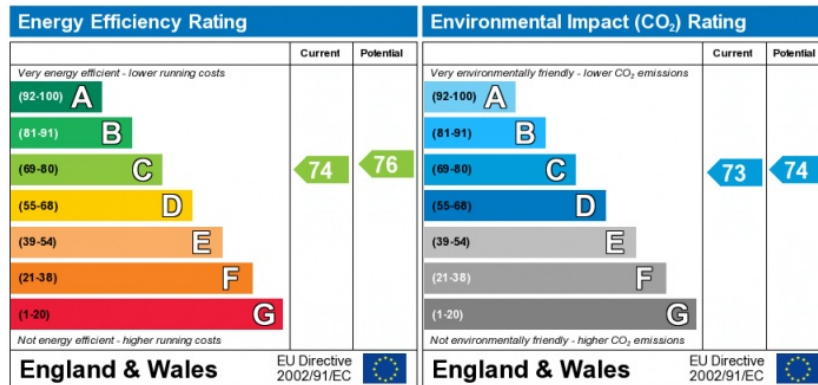 Energy Efficiency Rating
Current Potential
Very energy efficient - lower running costs
(92-100) A
(81-91) B
(69-80) C
74 76
(55-68) D
(39-54) E
(21-38) F
(1-20) G
Not energy efficient - higher running costs
England & Wales
EU Directive
2002/91/EC
Environmental Impact (CO₂) Rating
Current Potential
Very environmentally friendly - lower CO₂ emissions
(92-100) A
(81-91) B
(69-80) C
73 74
(55-68) D
(39-54) E
(21-38) F
(1-20) G
Not environmentally friendly - higher CO₂ emissions
England & Wales
EU Directive
2002/91/EC